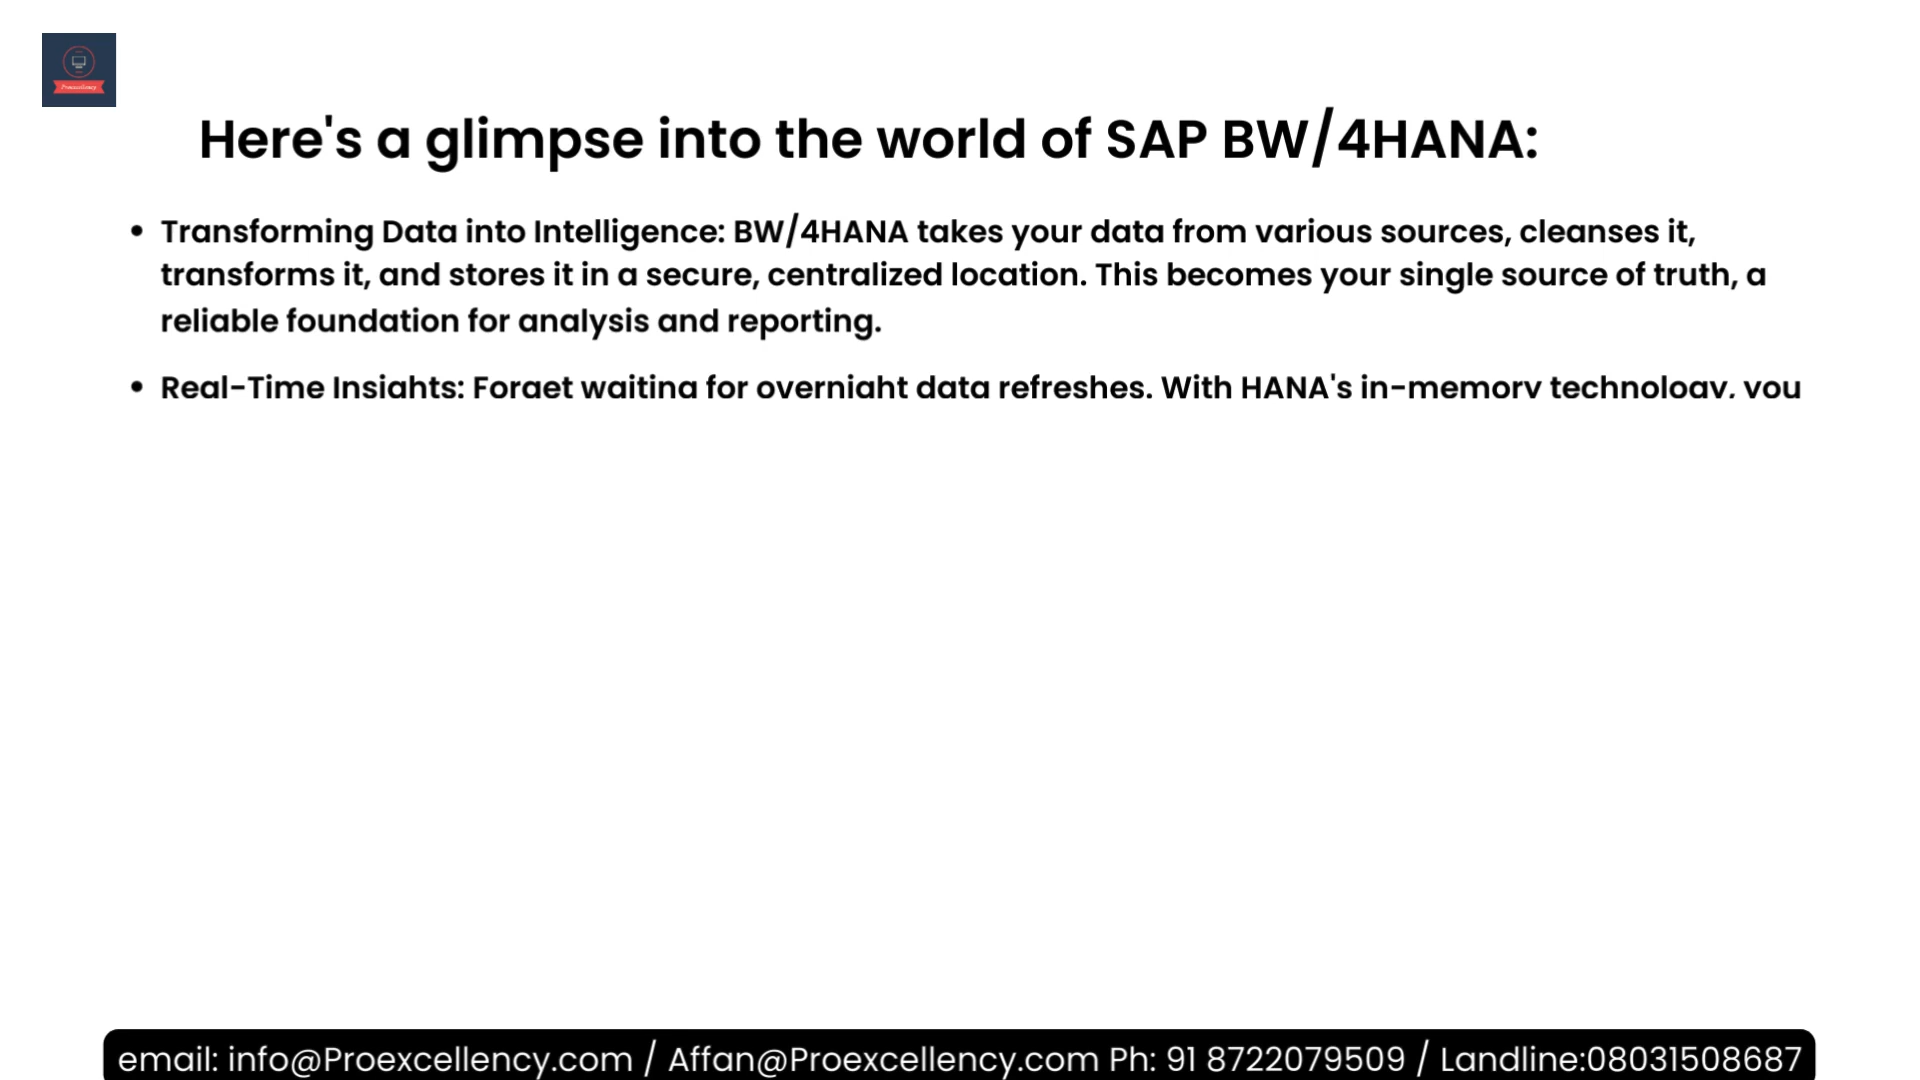 Proexcellency
Here's a glimpse into the world of SAP BW/4HANA:
• Transforming Data into Intelligence: BW/4HANA takes your data from various sources, cleanses it,
transforms it, and stores it in a secure, centralized location. This becomes your single source of truth, a
reliable foundation for analysis and reporting.
• Real-Time Insights: Forget waiting for overnight data refreshes. With HANA's in-memory technology, you
email: info@Proexcellency.com / Affan@Proexcellency.com Ph: 91 8722079509 / Landline:08031508687